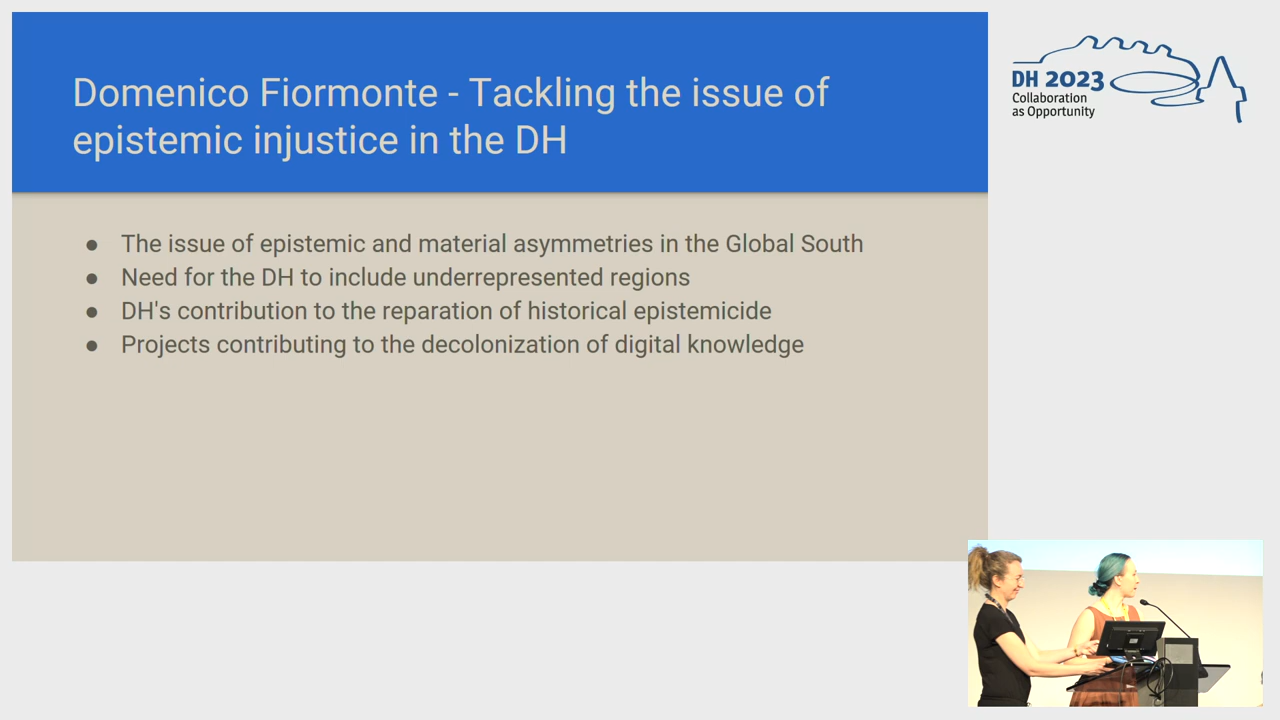 Domenico Fiormonte - Tackling the issue of
epistemic injustice in the DH
● The issue of epistemic and material asymmetries in the Global South
● Need for the DH to include underrepresented regions
● DH's contribution to the reparation of historical epistemicide
● Projects contributing to the decolonization of digital knowledge
DH 2023
Collaboration
as Opportunity